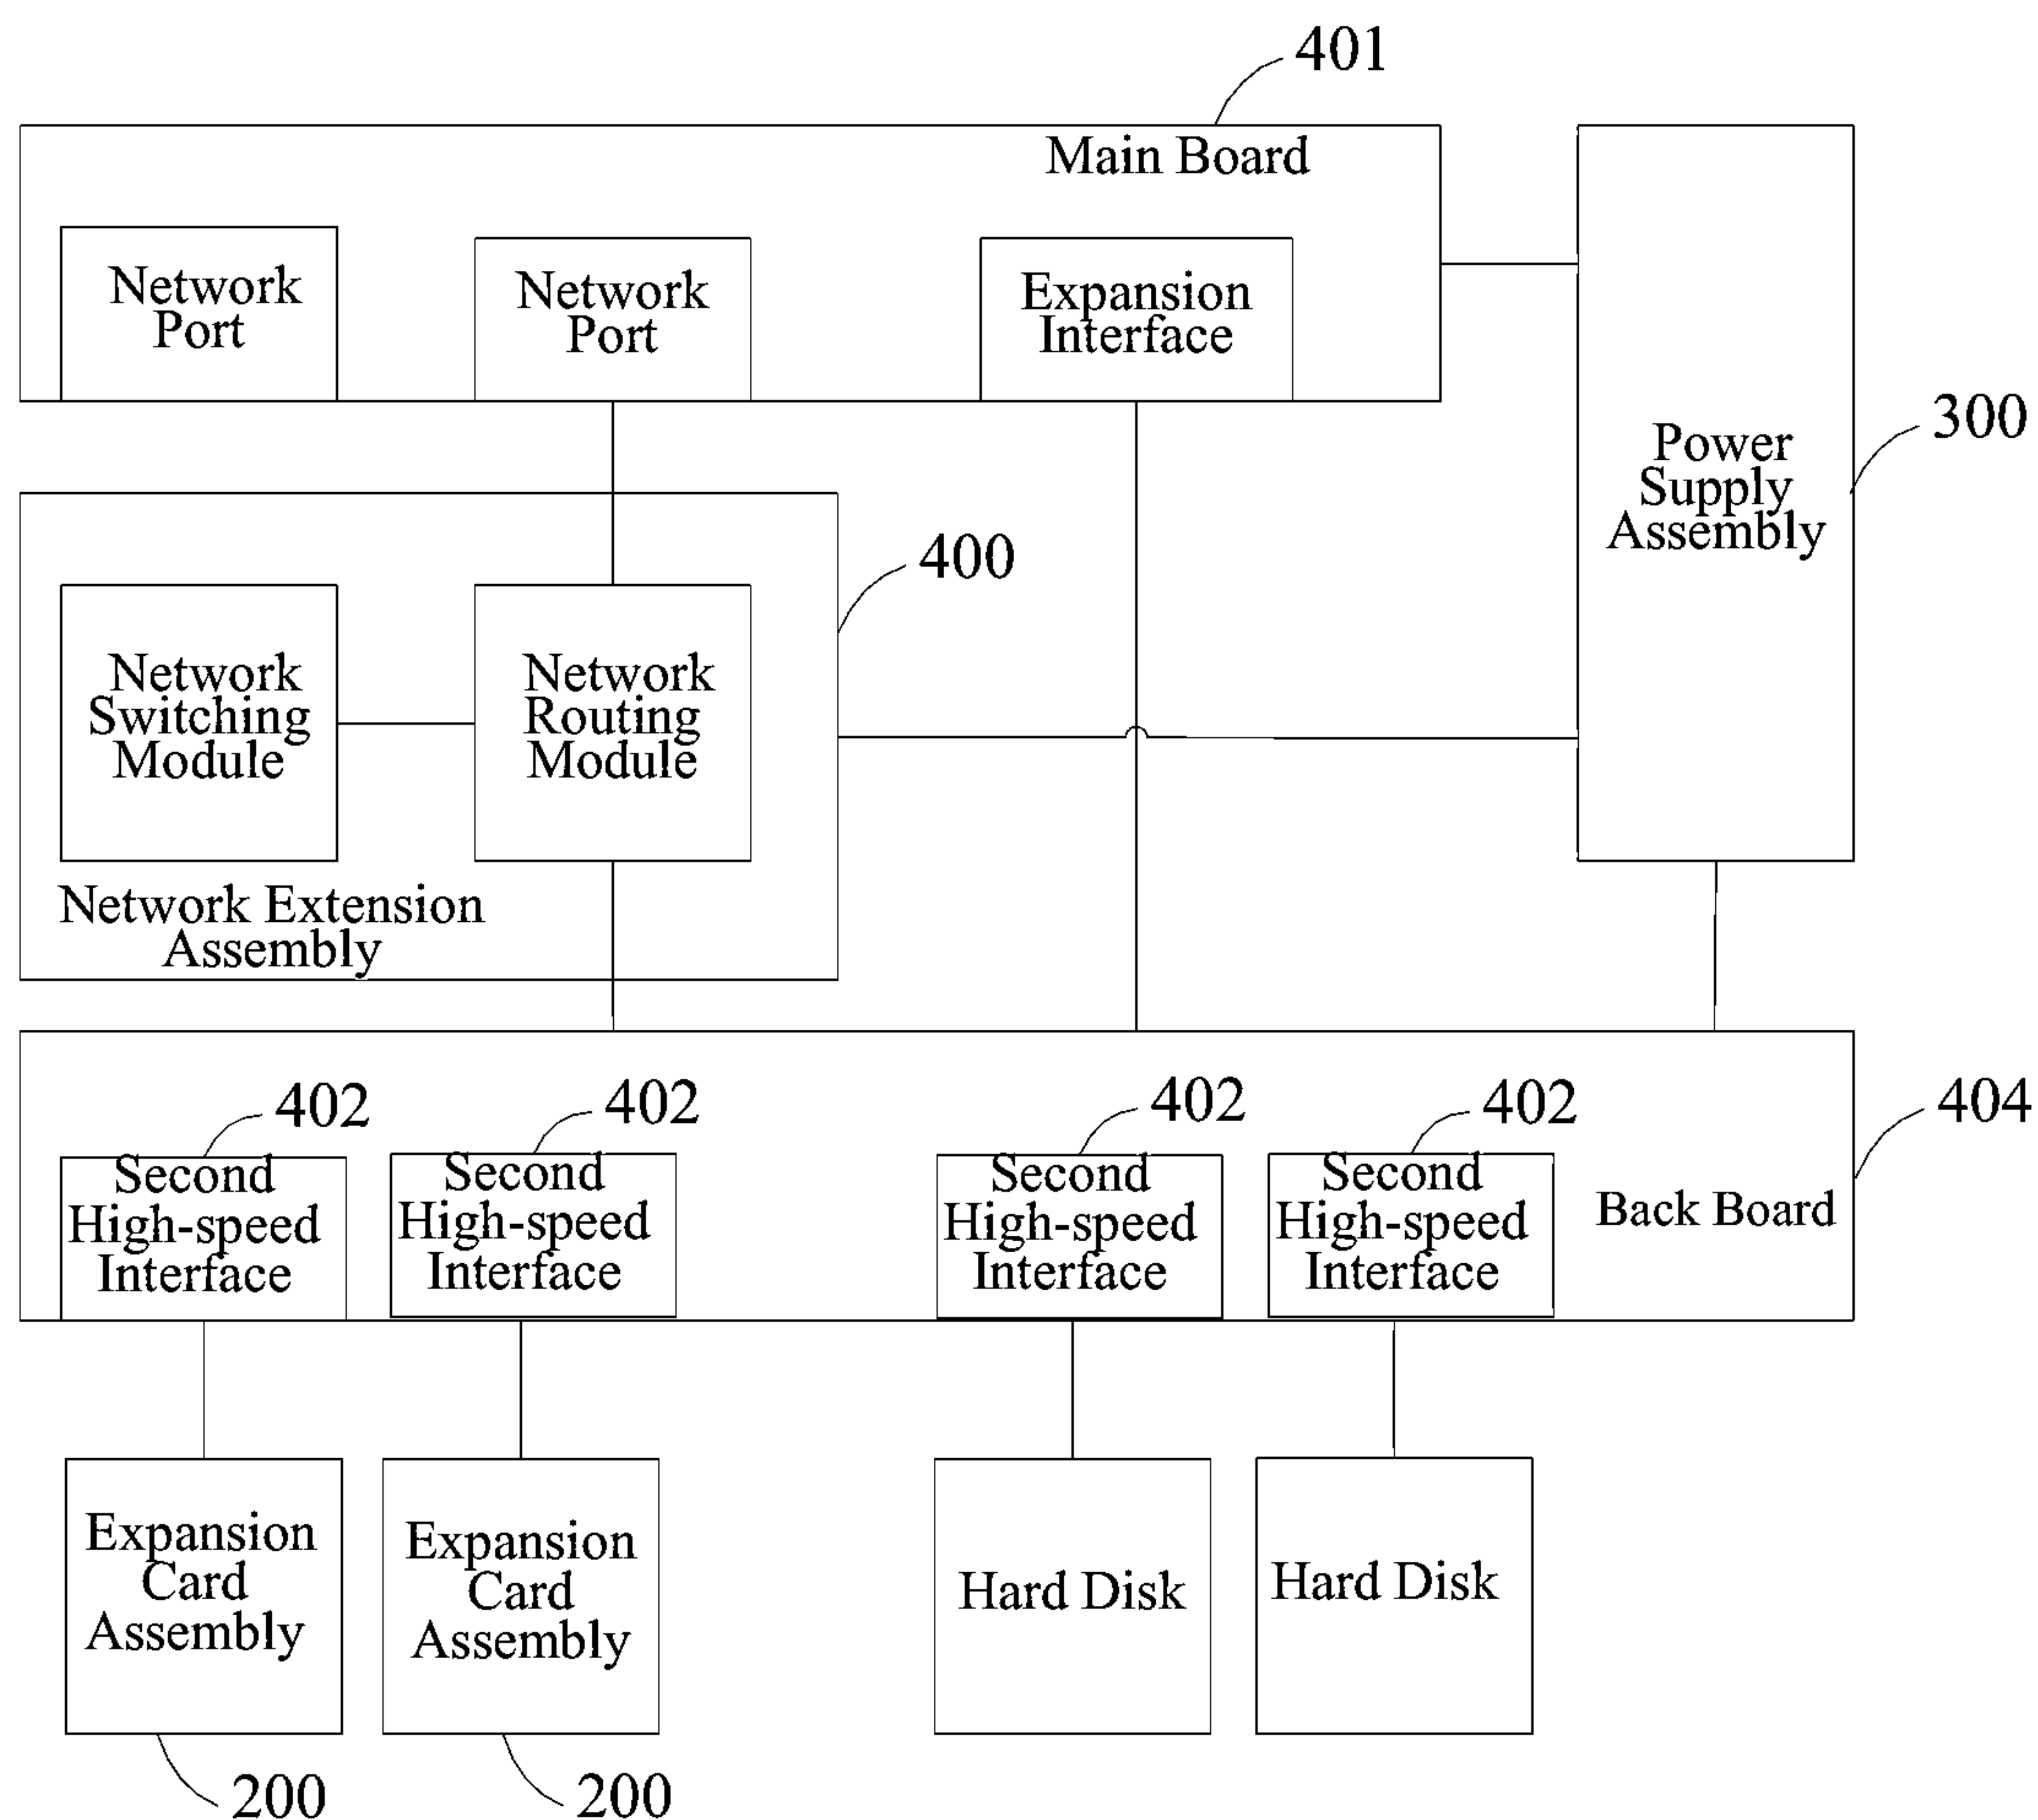 401
Main Board
Network
Port
Network
Port
Expansion
Interface
Power
Supply
Assembly
300
400
Network
Switching
Module
Network
Routing
Module
Network Extension
Assembly
402
402
402
402
404
Second
High-speed
Interface
Second
High-speed
Interface
Second
High-speed
Interface
Second
High-speed
Interface
Back Board
Expansion
Card
Assembly
Expansion
Card
Assembly
Hard Disk
Hard Disk
200
200